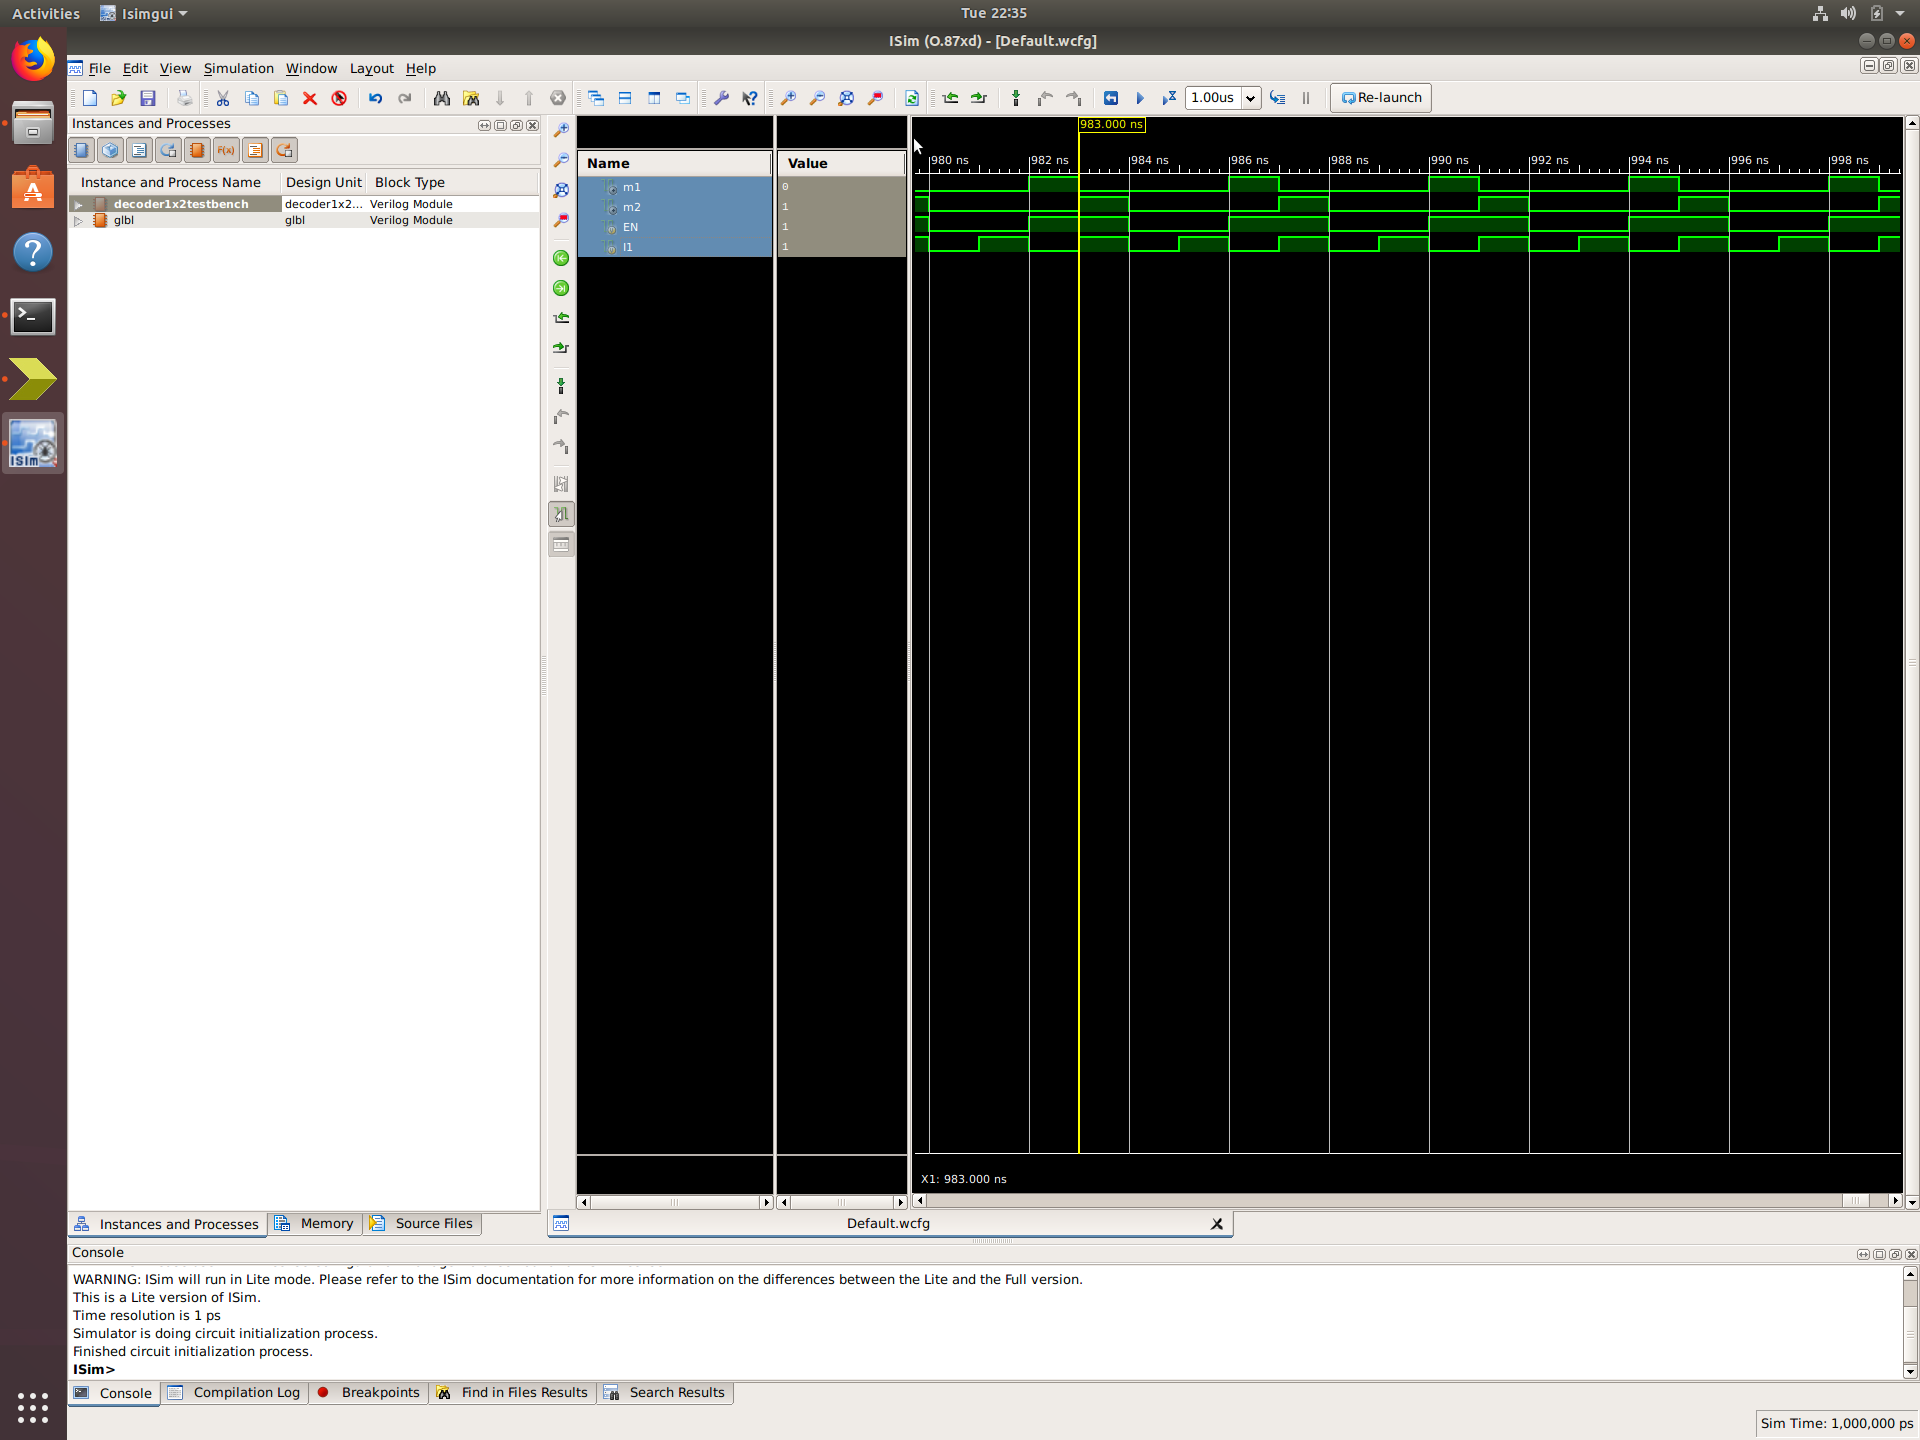 Activities Isimgui Tue 22:35
ISim (O.87xd) - [Default.wcfg]
File Edit View Simulation Window Layout Help
1.00us Re-launch
Instances and Processes
F(x)
Instance and Process Name Design Unit Block Type
decoder1x2testbench decoder1x2... Verilog Module
glbl glbl Verilog Module
Name Value
m1 0
m2 1
EN 1
I1 1
983.000 ns
980 ns 982 ns 984 ns 986 ns 988 ns 990 ns 992 ns 994 ns 996 ns 998 ns
X1: 983.000 ns
ISim
Instances and Processes Memory Source Files
Default.wcfg
Console
WARNING: ISim will run in Lite mode. Please refer to the ISim documentation for more information on the differences between the Lite and the Full version.
This is a Lite version of ISim.
Time resolution is 1 ps
Simulator is doing circuit initialization process.
Finished circuit initialization process.
ISim>
Console Compilation Log Breakpoints Find in Files Results Search Results
Sim Time: 1,000,000 ps